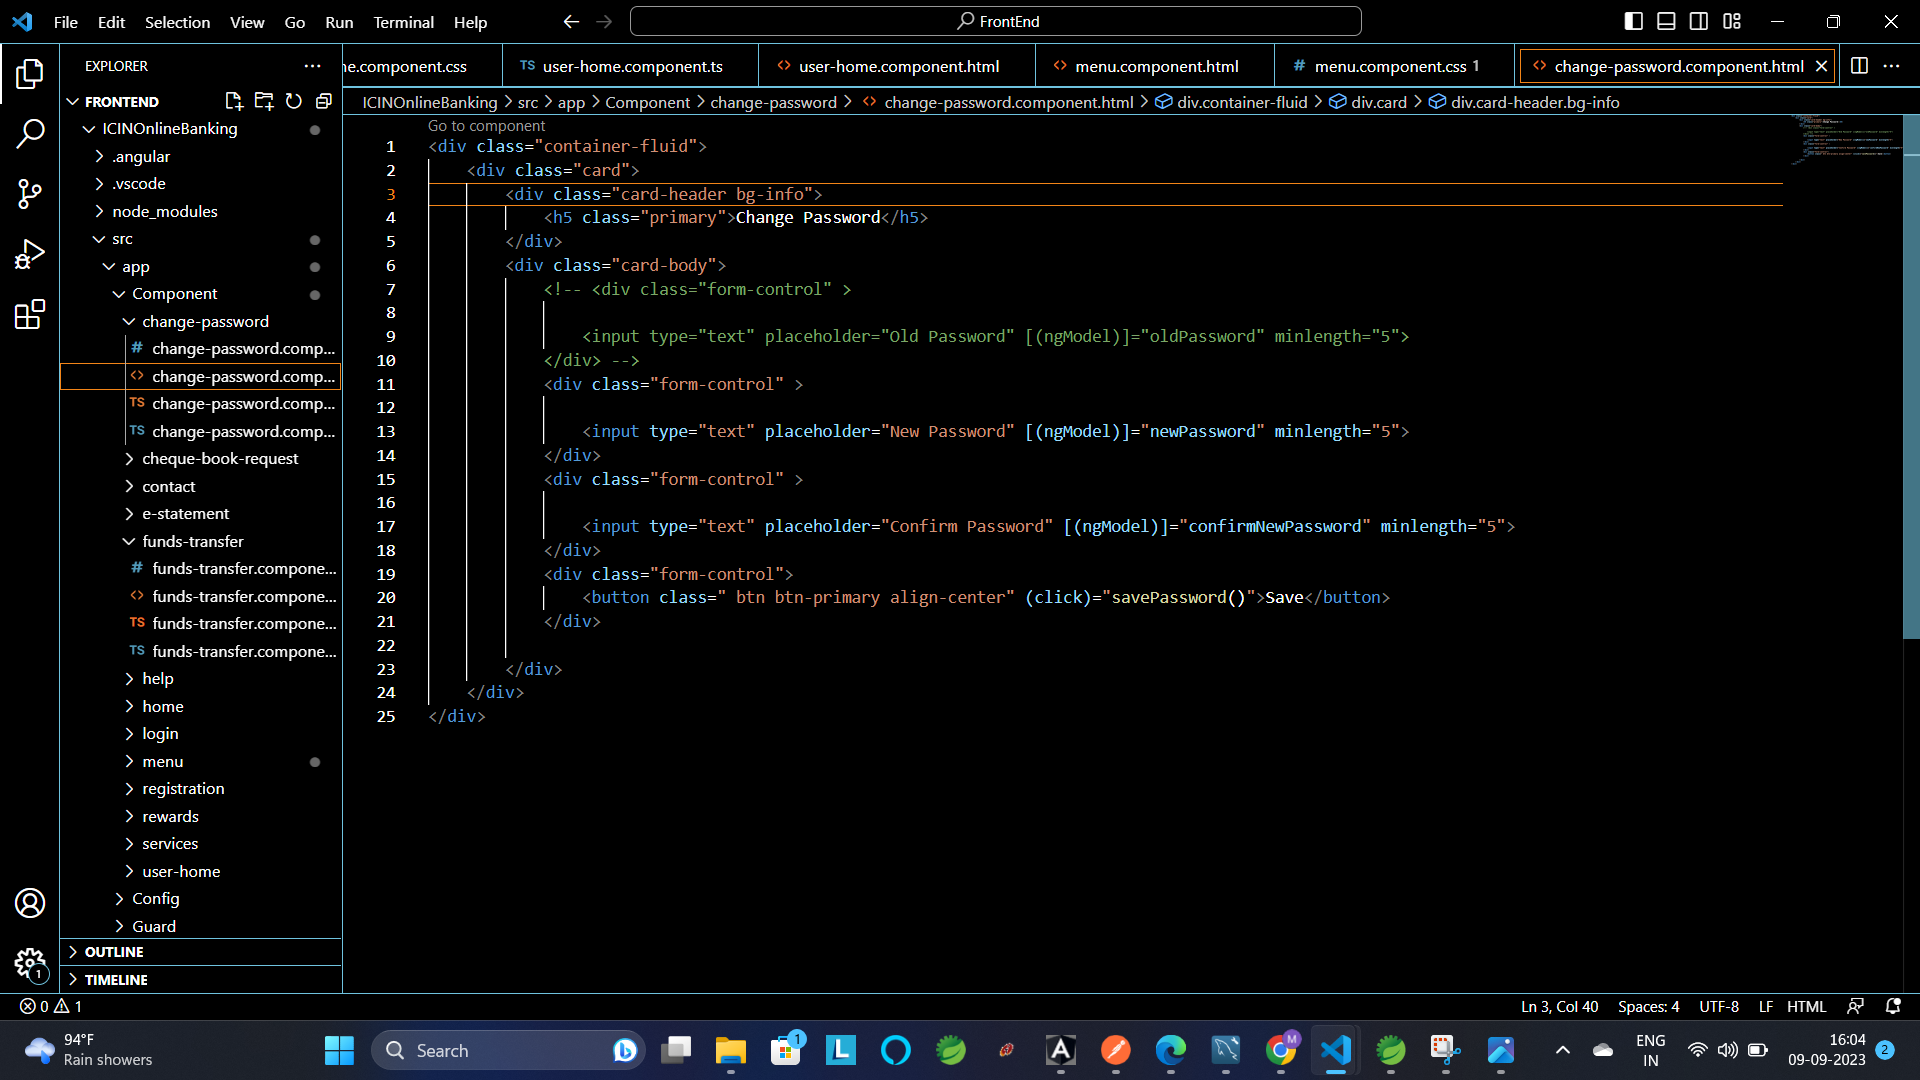 File Edit Selection View Go Run Terminal Help
FrontEnd
EXPLORER
FRONTEND
ICINOnlineBanking
.angular
.vscode
node_modules
src
app
Component
change-password
# change-password.comp...
<> change-password.comp...
TS change-password.comp...
TS change-password.comp...
cheque-book-request
contact
e-statement
funds-transfer
# funds-transfer.compone...
<> funds-transfer.compone...
TS funds-transfer.compone...
TS funds-transfer.compone...
help
home
login
menu
registration
rewards
services
user-home
Config
Guard
OUTLINE
TIMELINE
1
ne.component.css TS user-home.component.ts <> user-home.component.html <> menu.component.html # menu.component.css 1 <> change-password.component.html
ICINOnlineBanking > src > app > Component > change-password > <> change-password.component.html > div.container-fluid > div.card > div.card-header.bg-info
Go to component
1 <div class="container-fluid">
2 <div class="card">
3 <div class="card-header bg-info">
4 <h5 class="primary">Change Password</h5>
5 </div>
6 <div class="card-body">
7 <!-- <div class="form-control" >
8
9 <input type="text" placeholder="Old Password" [(ngModel)]="oldPassword" minlength="5">
10 </div> -->
11 <div class="form-control" >
12
13 <input type="text" placeholder="New Password" [(ngModel)]="newPassword" minlength="5">
14 </div>
15 <div class="form-control" >
16
17 <input type="text" placeholder="Confirm Password" [(ngModel)]="confirmNewPassword" minlength="5">
18 </div>
19 <div class="form-control">
20 <button class=" btn btn-primary align-center" (click)="savePassword()">Save</button>
21 </div>
22
23 </div>
24 </div>
25 </div>
0 1
Ln 3, Col 40 Spaces: 4 UTF-8 LF HTML
94°F
Rain showers
Search
1
L
A
M
ENG
IN
16:04
09-09-2023
2